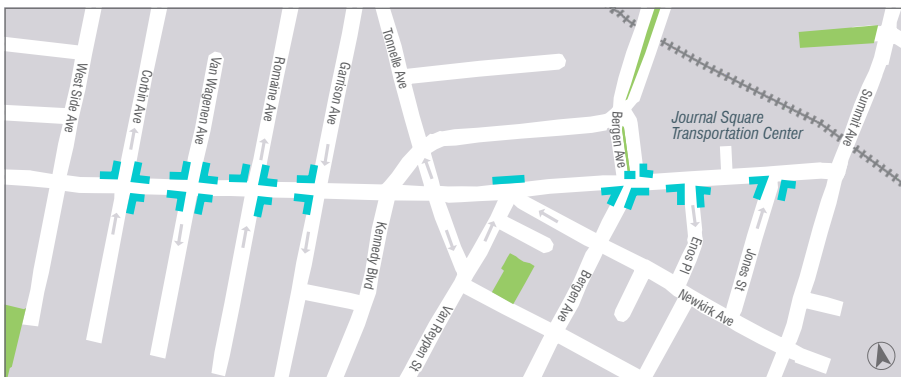 West Side Ave
Corbin Ave
Van Wagenen Ave
Romaine Ave
Garrison Ave
Tonnelle Ave
Bergen Ave
Journal Square
Transportation Center
Summit Ave
Kennedy Blvd
Van Reypen St
Bergen Ave
Enos Pl
Jones St
Newkirk Ave